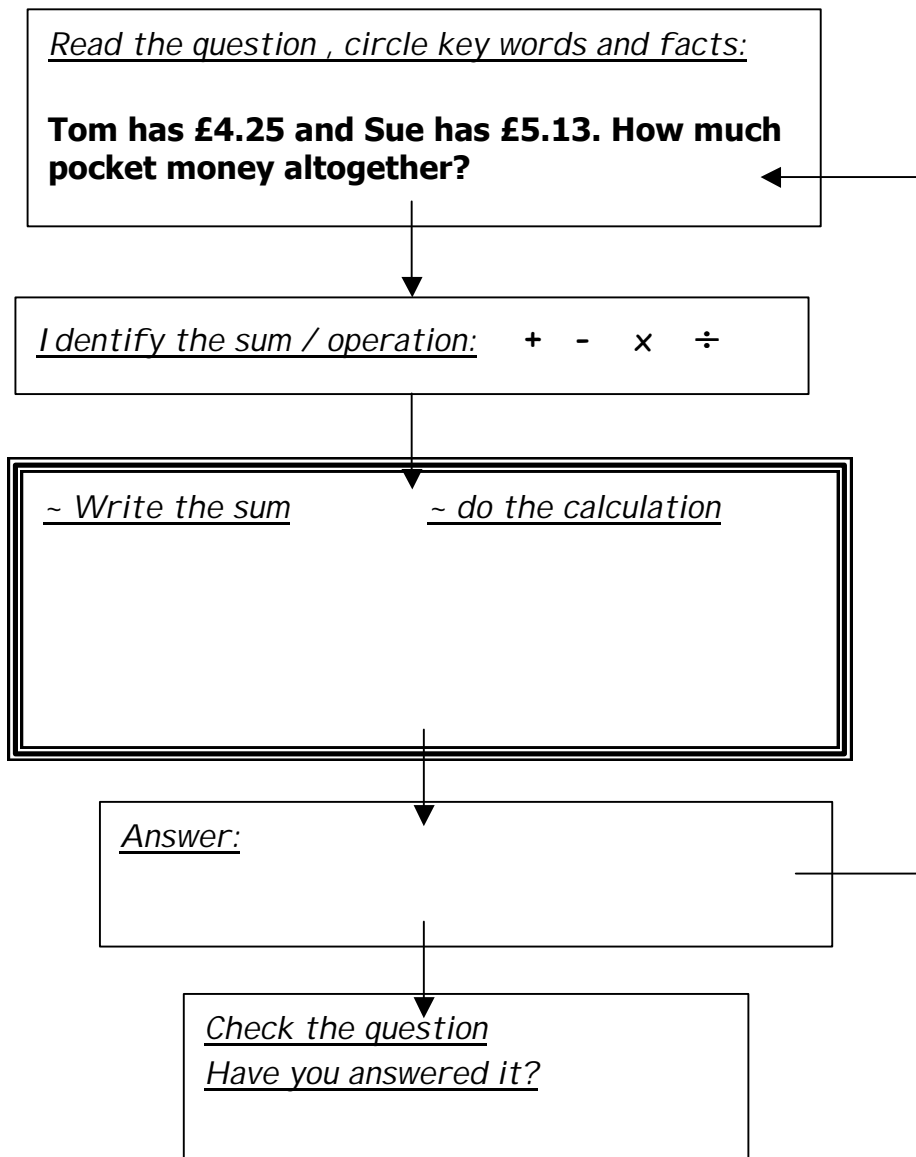 Read the question , circle key words and facts:
Tom has £4.25 and Sue has £5.13. How much
pocket money altogether?
Identify the sum / operation: + - x ÷
~ Write the sum ~ do the calculation
Answer:
Check the question
Have you answered it?